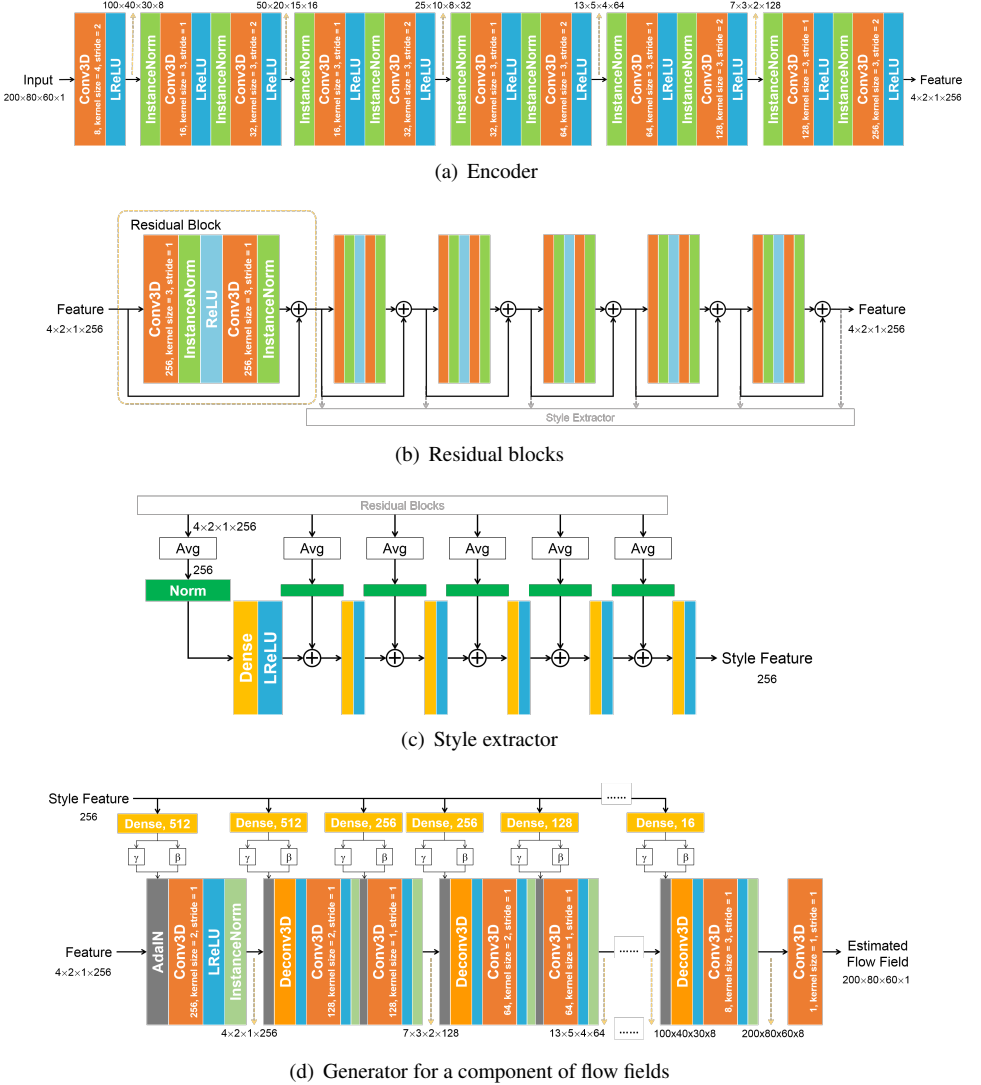 100×40×30×8
50×20×15×16
25×10×8×32
13×5×4×64
7×3×2×128
Input
200×80×60×1
Conv3D
8, kernel size = 4, stride = 2
LReLU
InstanceNorm
Conv3D
16, kernel size = 3, stride = 1
LReLU
InstanceNorm
Conv3D
32, kernel size = 3, stride = 2
LReLU
InstanceNorm
Conv3D
16, kernel size = 3, stride = 1
LReLU
InstanceNorm
Conv3D
32, kernel size = 3, stride = 2
LReLU
InstanceNorm
Conv3D
32, kernel size = 3, stride = 1
LReLU
InstanceNorm
Conv3D
64, kernel size = 3, stride = 2
LReLU
InstanceNorm
Conv3D
64, kernel size = 3, stride = 1
LReLU
InstanceNorm
Conv3D
128, kernel size = 3, stride = 2
LReLU
InstanceNorm
Conv3D
128, kernel size = 3, stride = 1
LReLU
InstanceNorm
Conv3D
256, kernel size = 3, stride = 2
LReLU
Feature
4×2×1×256
(a) Encoder
Residual Block
Feature
4×2×1×256
Conv3D
256, kernel size = 3, stride = 1
InstanceNorm
ReLU
Conv3D
256, kernel size = 3, stride = 1
InstanceNorm
Feature
4×2×1×256
Style Extractor
(b) Residual blocks
Residual Blocks
4×2×1×256
Avg
Avg
Avg
Avg
Avg
Avg
256
Norm
Dense
LReLU
Style Feature
256
(c) Style extractor
Style Feature
256
......
Dense, 512
Dense, 512
Dense, 256
Dense, 256
Dense, 128
Dense, 16
γ
β
γ
β
γ
β
γ
β
γ
β
γ
β
Feature
4×2×1×256
AdaIN
Conv3D
256, kernel size = 2, stride = 1
LReLU
InstanceNorm
Deconv3D
Conv3D
128, kernel size = 2, stride = 1
Conv3D
128, kernel size = 1, stride = 1
Deconv3D
Conv3D
64, kernel size = 2, stride = 1
Conv3D
64, kernel size = 1, stride = 1
......
Deconv3D
Conv3D
8, kernel size = 3, stride = 1
Conv3D
1, kernel size = 1, stride = 1
Estimated
Flow Field
200×80×60×1
4×2×1×256
7×3×2×128
13×5×4×64
......
100x40x30x8
200x80x60x8
(d) Generator for a component of flow fields